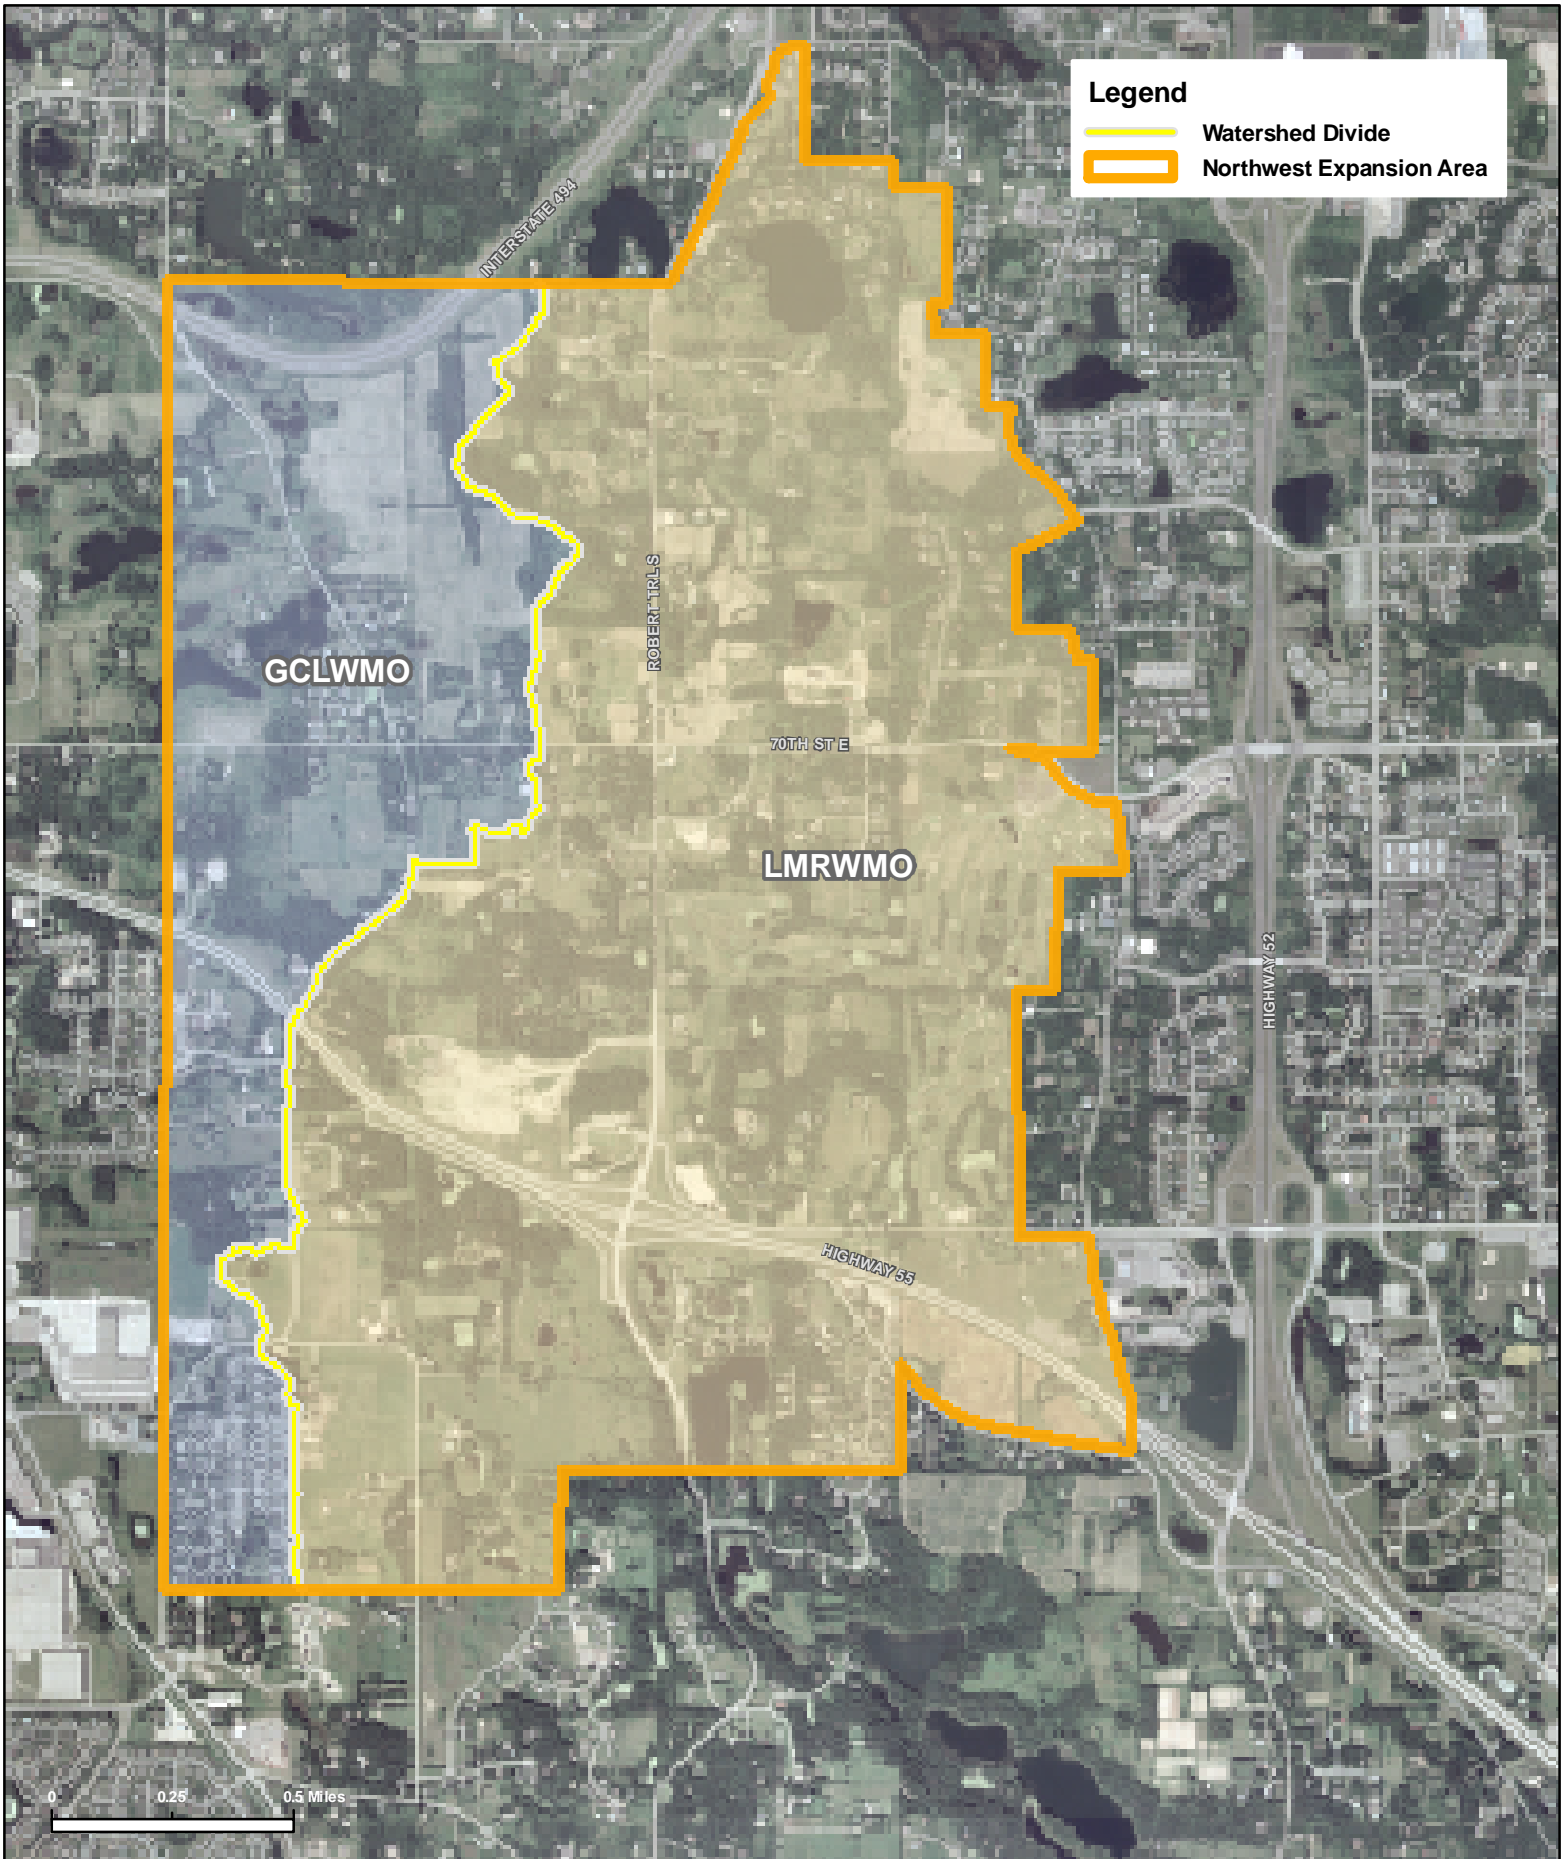 Legend
Watershed Divide
Northwest Expansion Area
INTERSTATE 494
ROBERT TRL S
GCLWMO
70TH ST E
LMRWMO
HIGHWAY 52
HIGHWAY 55
0 0.25 0.5 Miles